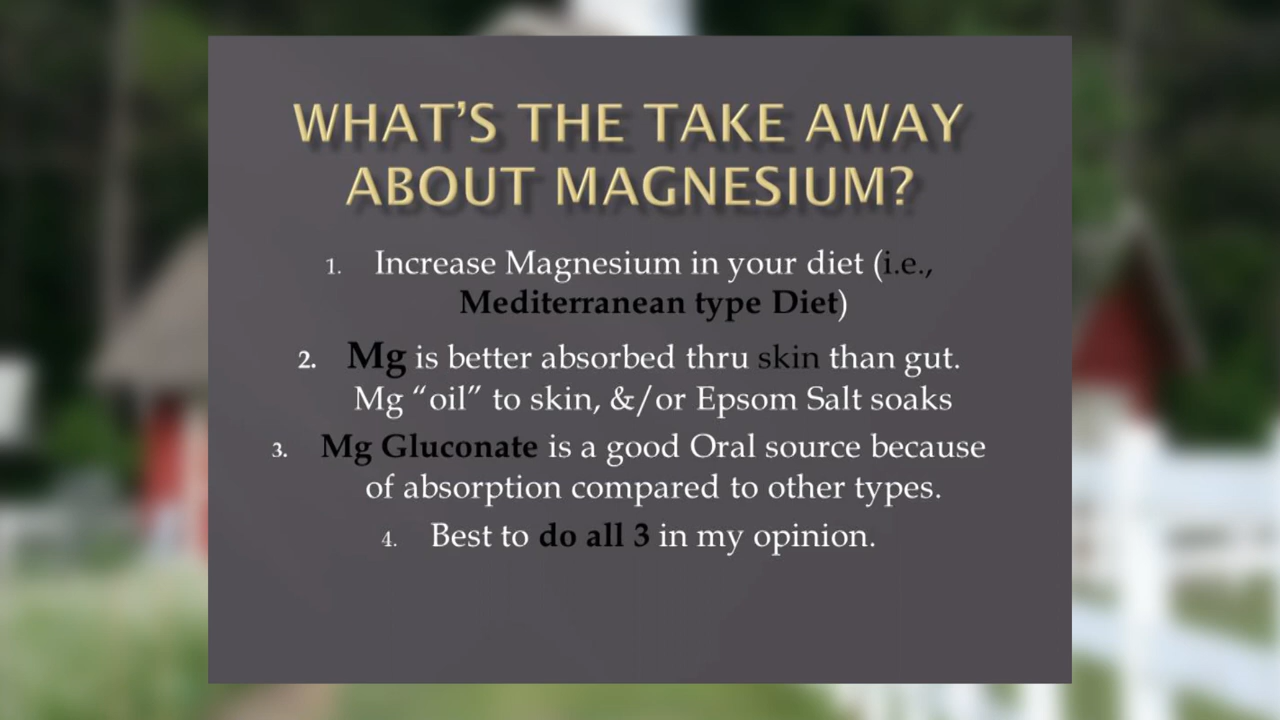 WHAT'S THE TAKE AWAY
ABOUT MAGNESIUM?
1. Increase Magnesium in your diet (i.e.,
Mediterranean type Diet)
2. Mg is better absorbed thru skin than gut.
Mg “oil” to skin, &/or Epsom Salt soaks
3. Mg Gluconate is a good Oral source because
of absorption compared to other types.
4. Best to do all 3 in my opinion.